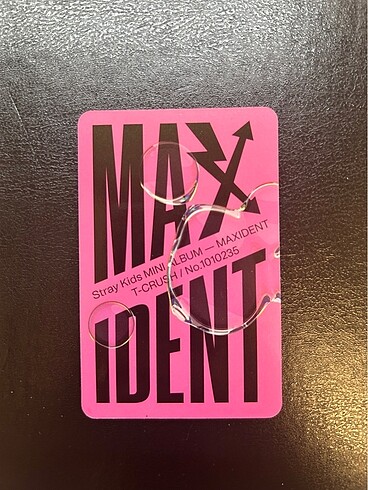 MAX
Stray Kids MINI ALBUM — MAXIDENT
T-CRUSH / No.1010235
IDENT